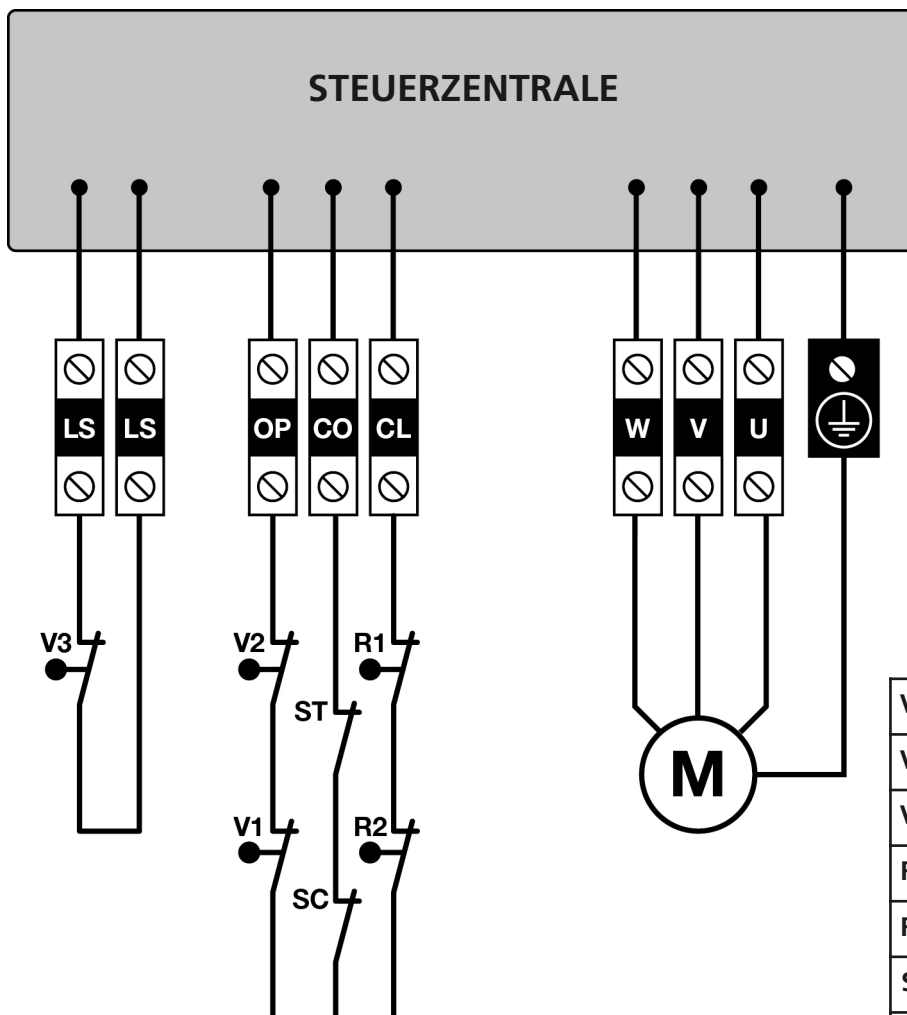 STEUERZENTRALE
LS LS OP CO CL W V U
V3 V2 R1
ST
M
V1 R2
SC
V
V
V